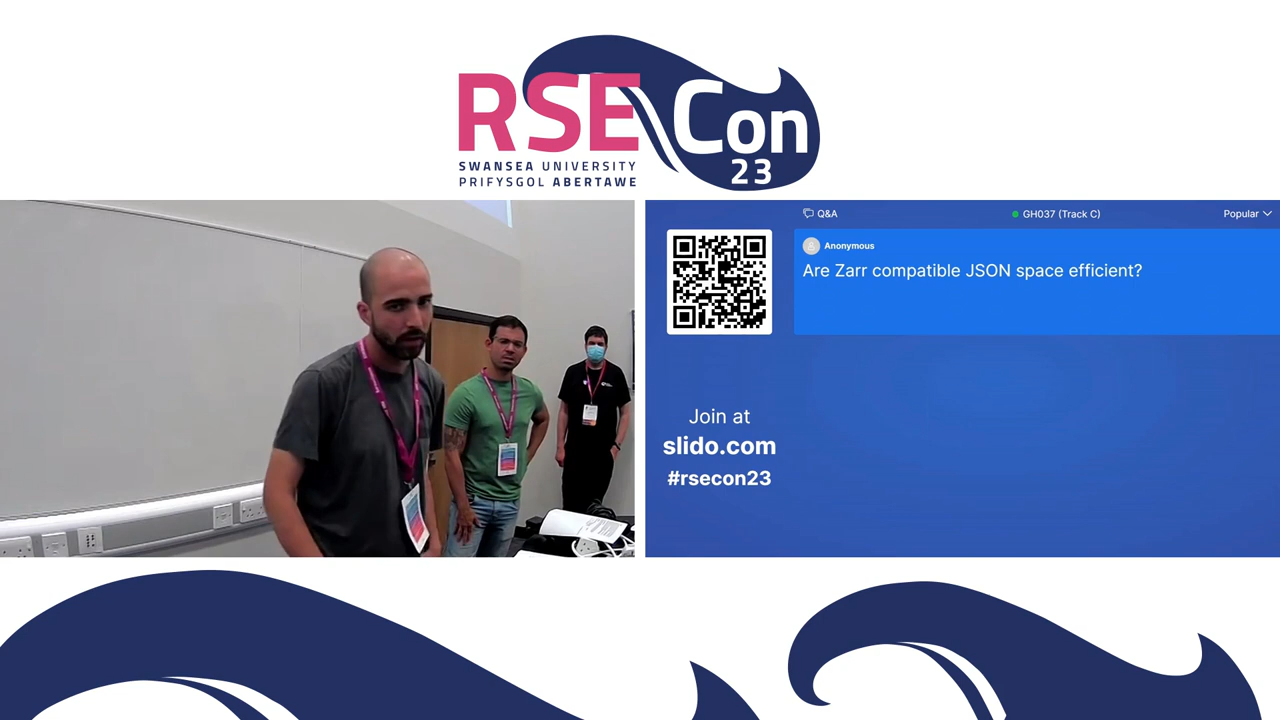 RSE Con
23
SWANSEA UNIVERSITY
PRIFYSGOL ABERTAWE
Q&A
GH037 (Track C)
Popular
Anonymous
Are Zarr compatible JSON space efficient?
Join at
slido.com
#rsecon23